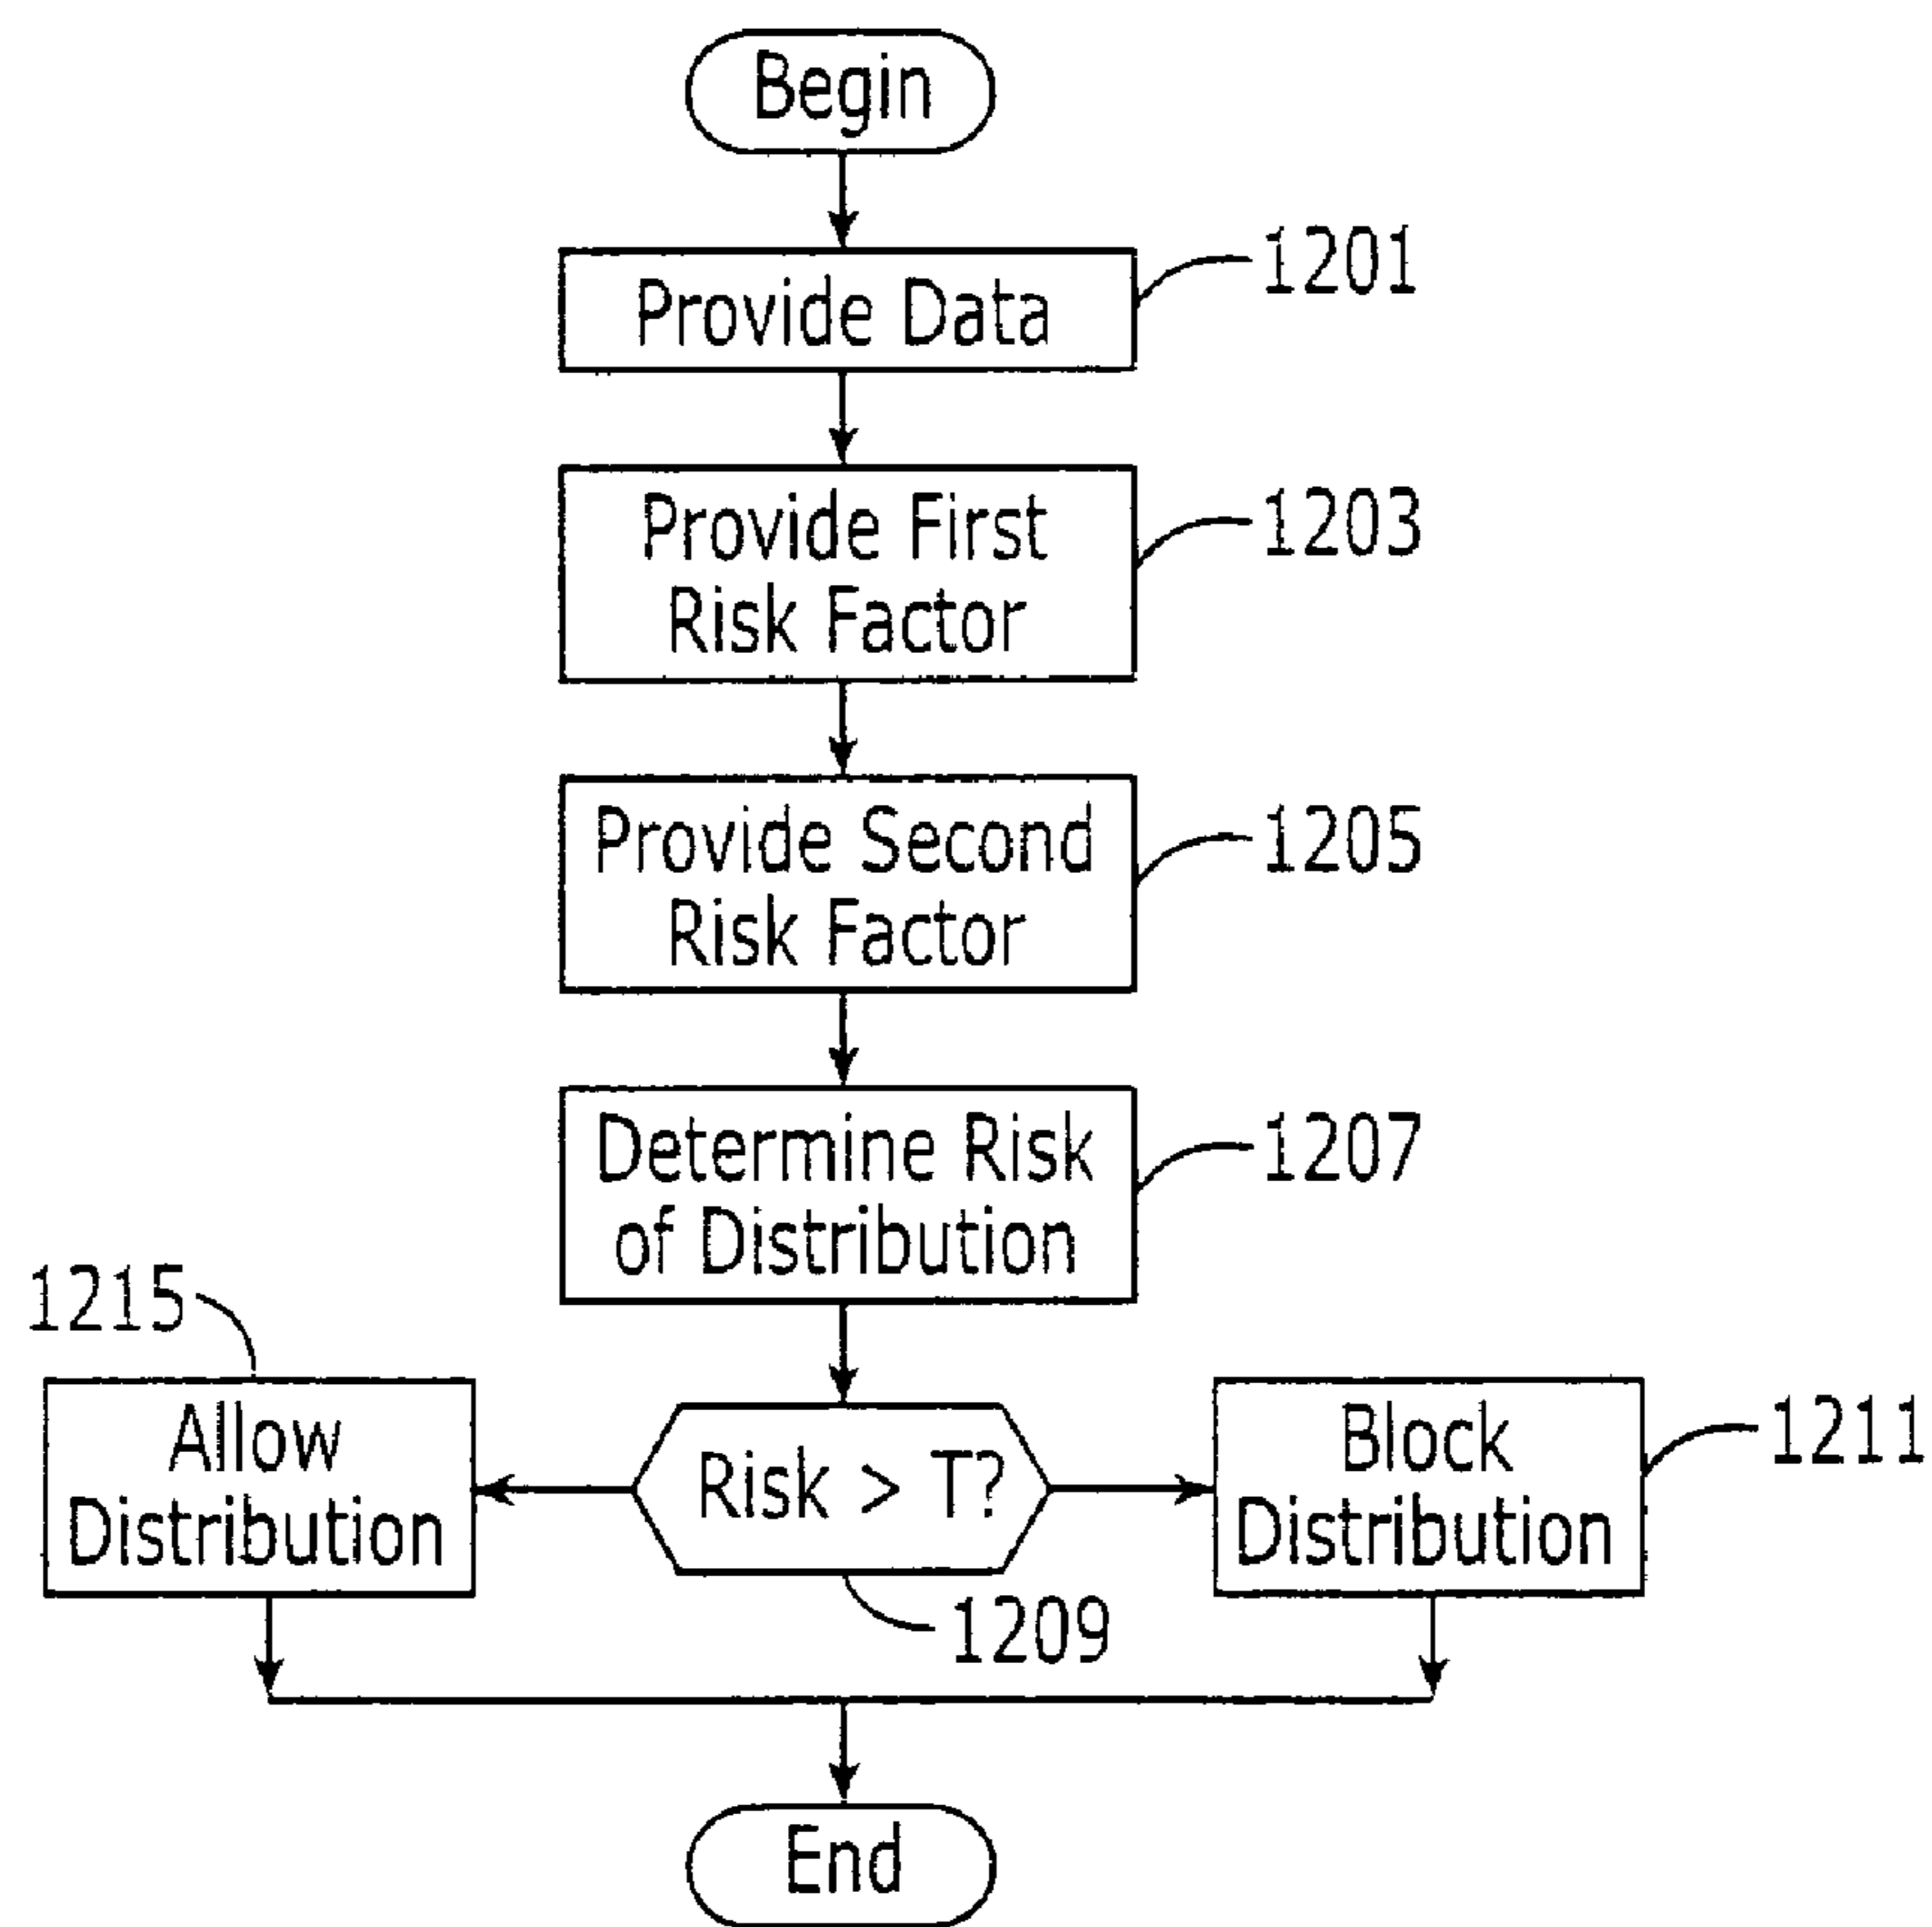 Begin
Provide Data
1201
Provide First
Risk Factor
1203
Provide Second
Risk Factor
1205
Determine Risk
of Distribution
1207
1215
Allow
Distribution
Risk > T?
1209
Block
Distribution
1211
End